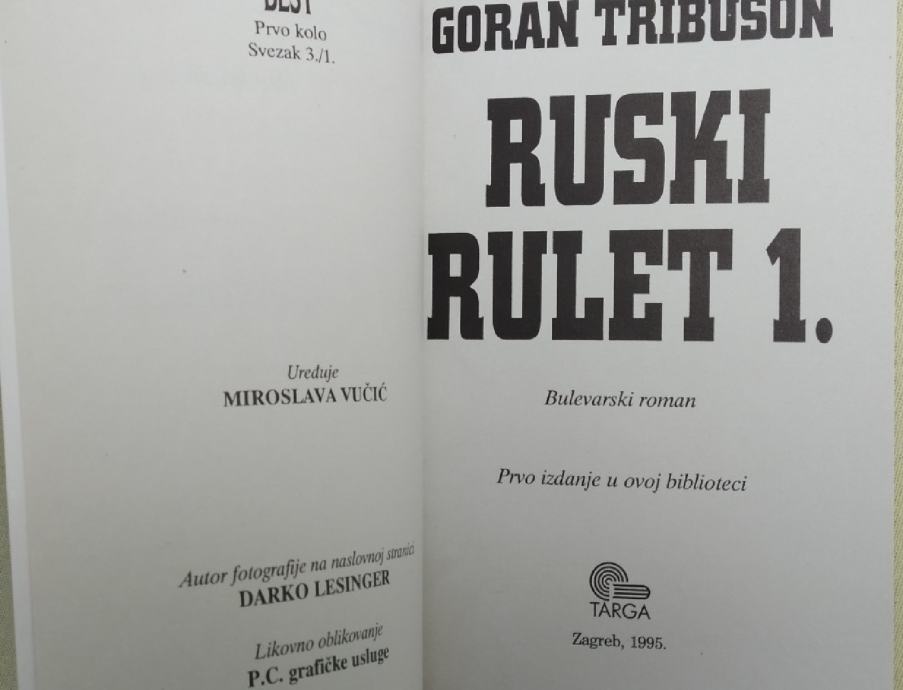 BEST
Prvo kolo
Svezak 3./1.
Uređuje
MIROSLAVA VUČIĆ
Autor fotografije na naslovnoj stranici
DARKO LESINGER
Likovno oblikovanje
P.C. grafičke usluge
GORAN TRIBUSON
RUSKI
RULET 1.
Bulevarski roman
Prvo izdanje u ovoj biblioteci
TARGA
Zagreb, 1995.